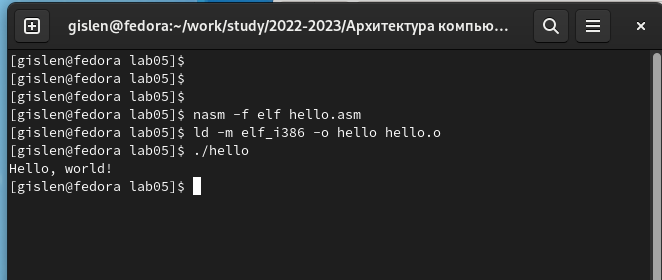 gislen@fedora:~/work/study/2022-2023/Архитектура компью...
[gislen@fedora lab05]$
[gislen@fedora lab05]$
[gislen@fedora lab05]$
[gislen@fedora lab05]$ nasm -f elf hello.asm
[gislen@fedora lab05]$ ld -m elf_i386 -o hello hello.o
[gislen@fedora lab05]$ ./hello
Hello, world!
[gislen@fedora lab05]$